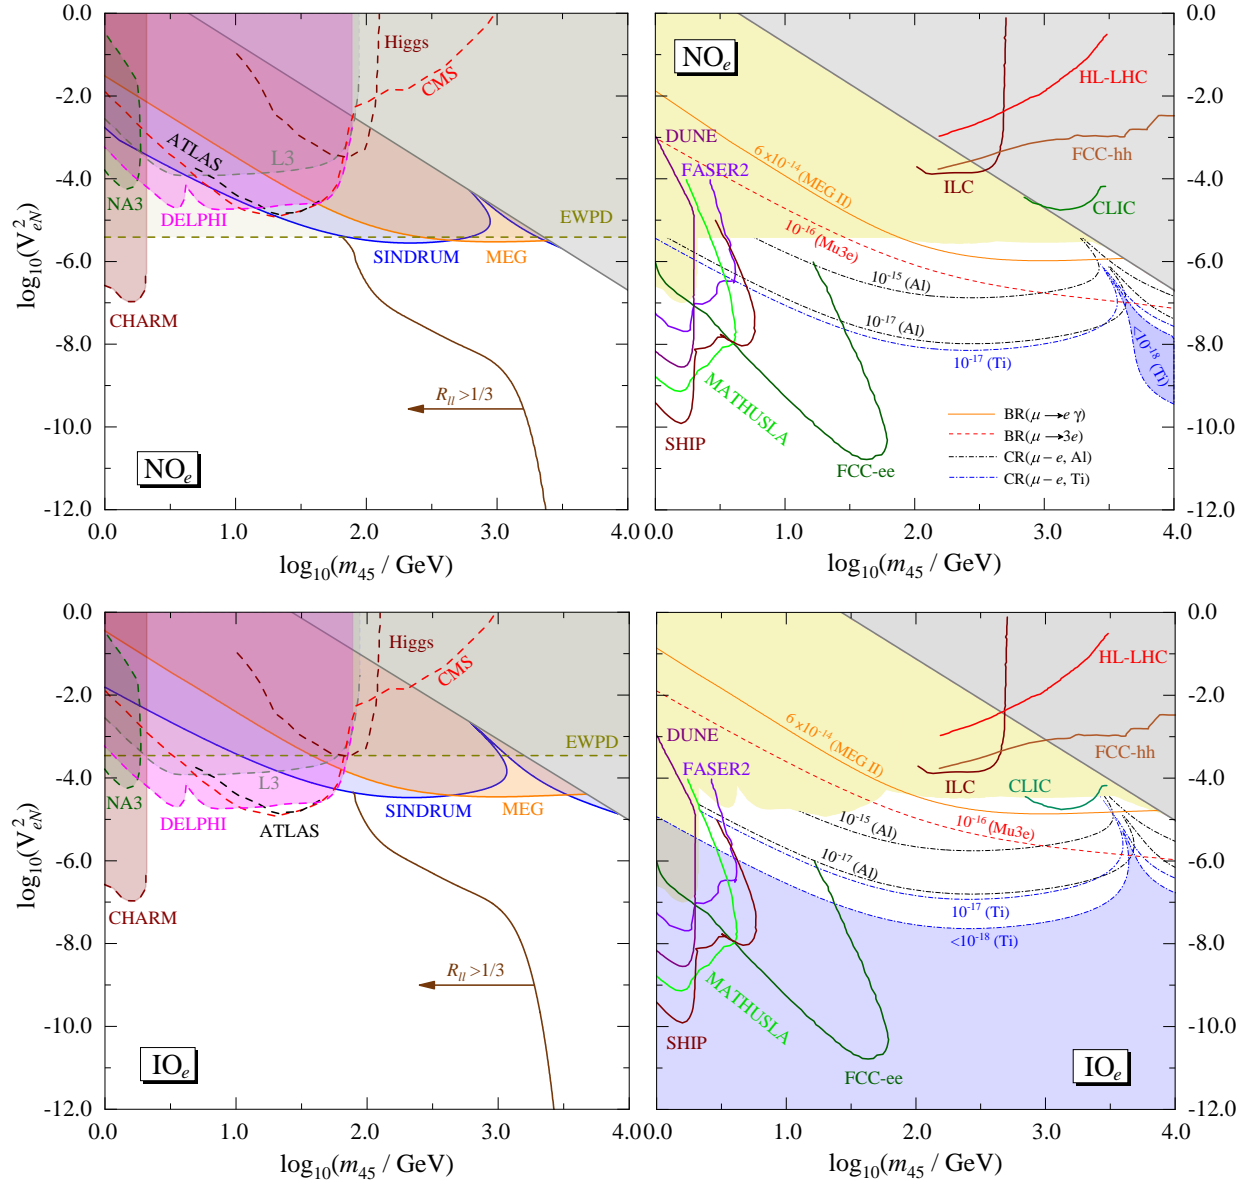 0.0
-2.0
-4.0
-6.0
-8.0
-10.0
-12.0
log₁₀(V²ₑN)
Higgs
CMS
ATLAS
L3
NA3
DELPHI
EWPD
SINDRUM
MEG
CHARM
R_ll >1/3
NOₑ
0.0 1.0 2.0 3.0 4.0
log₁₀(m₄₅ / GeV)
NOₑ
HL-LHC
DUNE
FASER2
6×10⁻¹⁴ (MEG II)
FCC-hh
ILC
CLIC
10⁻¹⁶ (Mu3e)
10⁻¹⁵ (Al)
10⁻¹⁷ (Al)
10⁻¹⁷ (Ti)
<10⁻¹⁸ (Ti)
MATHUSLA
SHIP
FCC-ee
BR(μ→e γ)
BR(μ→3e)
CR(μ−e, Al)
CR(μ−e, Ti)
0.0
-2.0
-4.0
-6.0
-8.0
-10.0
-12.0
0.0 1.0 2.0 3.0 4.0
log₁₀(m₄₅ / GeV)
0.0
-2.0
-4.0
-6.0
-8.0
-10.0
-12.0
log₁₀(V²ₑN)
Higgs
CMS
EWPD
L3
NA3
DELPHI
ATLAS
SINDRUM
MEG
CHARM
R_ll >1/3
IOₑ
0.0 1.0 2.0 3.0 4.0
log₁₀(m₄₅ / GeV)
HL-LHC
DUNE
FASER2
6×10⁻¹⁴ (MEG II)
FCC-hh
ILC
CLIC
10⁻¹⁶ (Mu3e)
10⁻¹⁵ (Al)
10⁻¹⁷ (Al)
10⁻¹⁷ (Ti)
<10⁻¹⁸ (Ti)
MATHUSLA
SHIP
FCC-ee
IOₑ
0.0
-2.0
-4.0
-6.0
-8.0
-10.0
-12.0
0.0 1.0 2.0 3.0 4.0
log₁₀(m₄₅ / GeV)